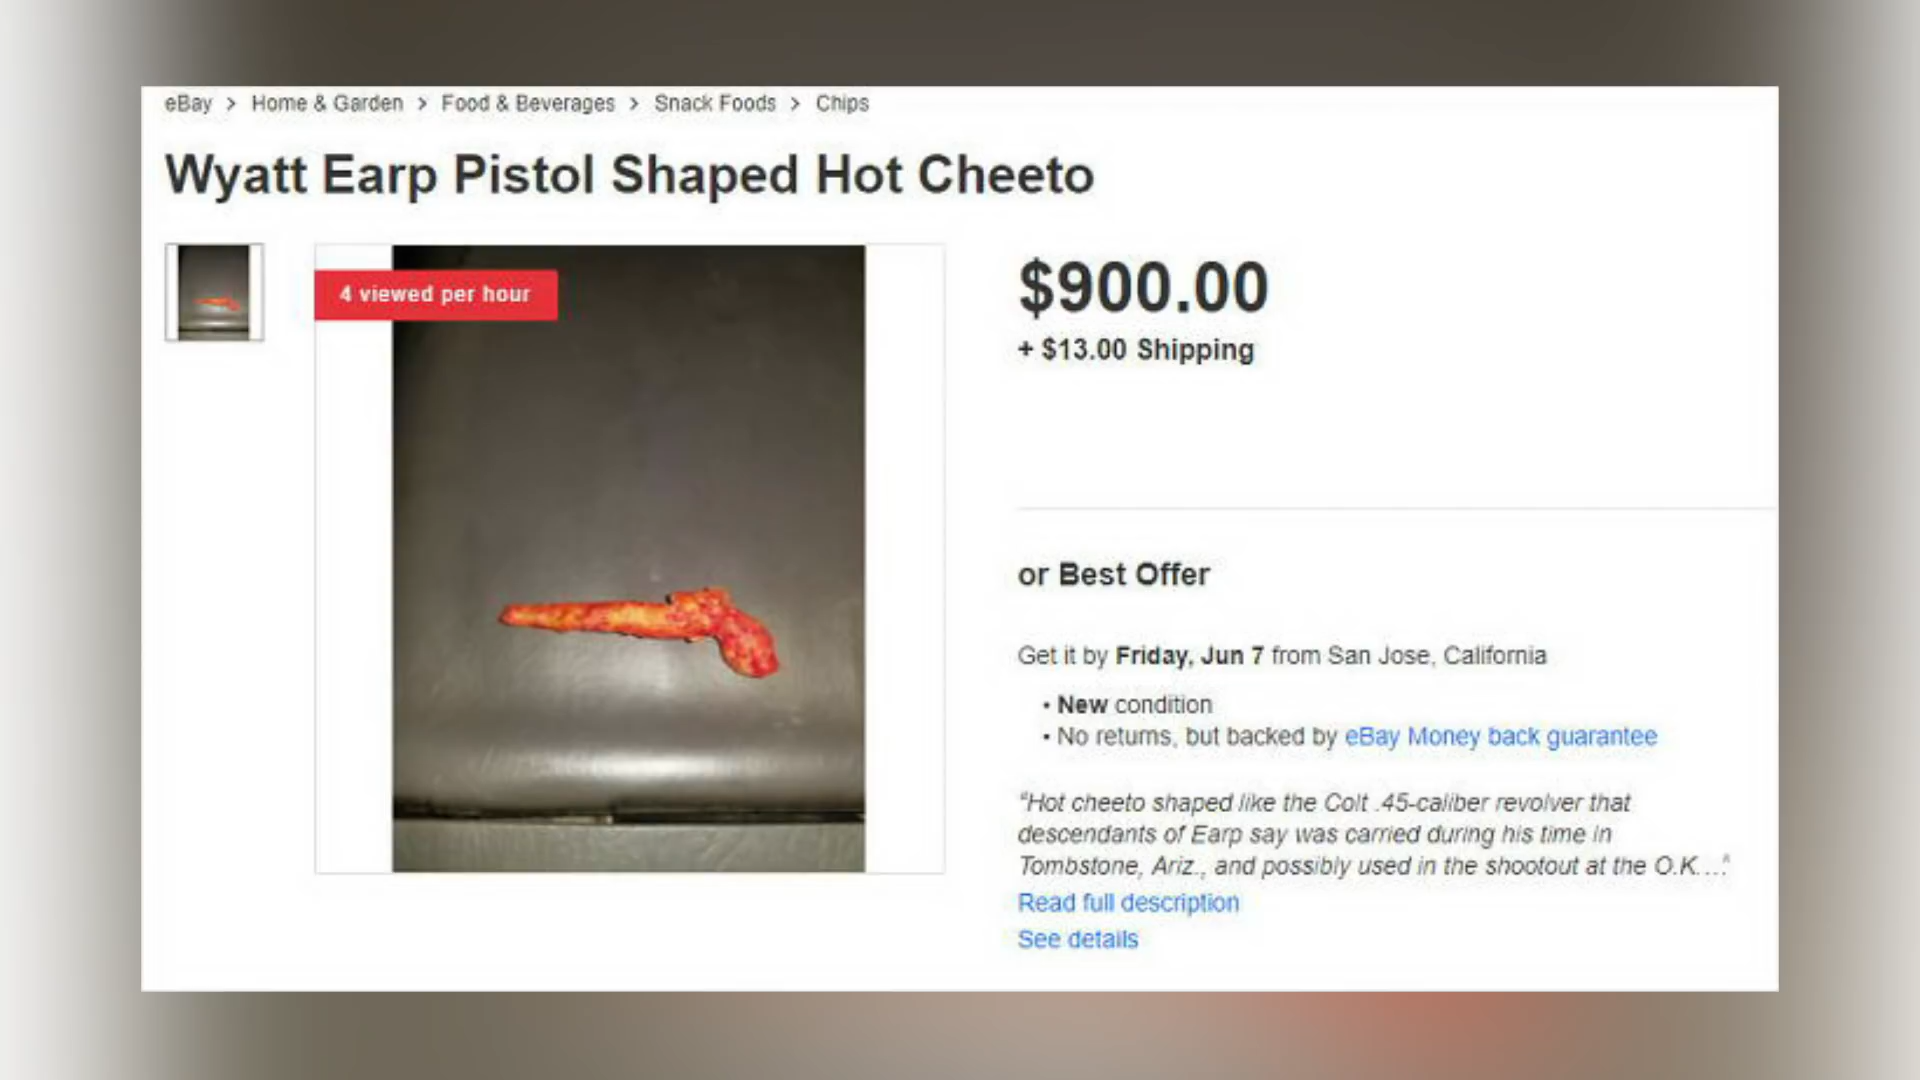 eBay > Home & Garden > Food & Beverages > Snack Foods > Chips
Wyatt Earp Pistol Shaped Hot Cheeto
4 viewed per hour
$900.00
+ $13.00 Shipping
or Best Offer
Get it by Friday, Jun 7 from San Jose, California
• New condition
• No returns, but backed by eBay Money back guarantee
"Hot cheeto shaped like the Colt .45-caliber revolver that
descendants of Earp say was carried during his time in
Tombstone, Ariz., and possibly used in the shootout at the O.K...."
Read full description
See details